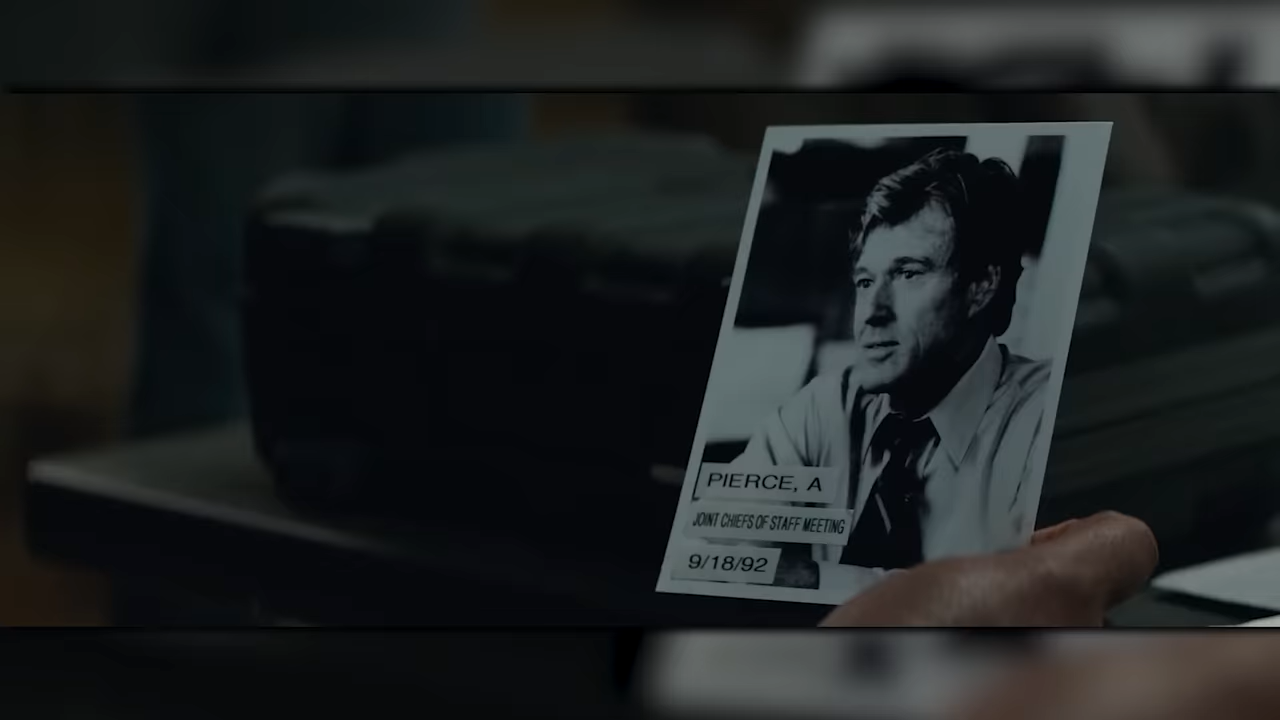 PIERCE, A
JOINT CHIEFS OF STAFF MEETING
9/18/92